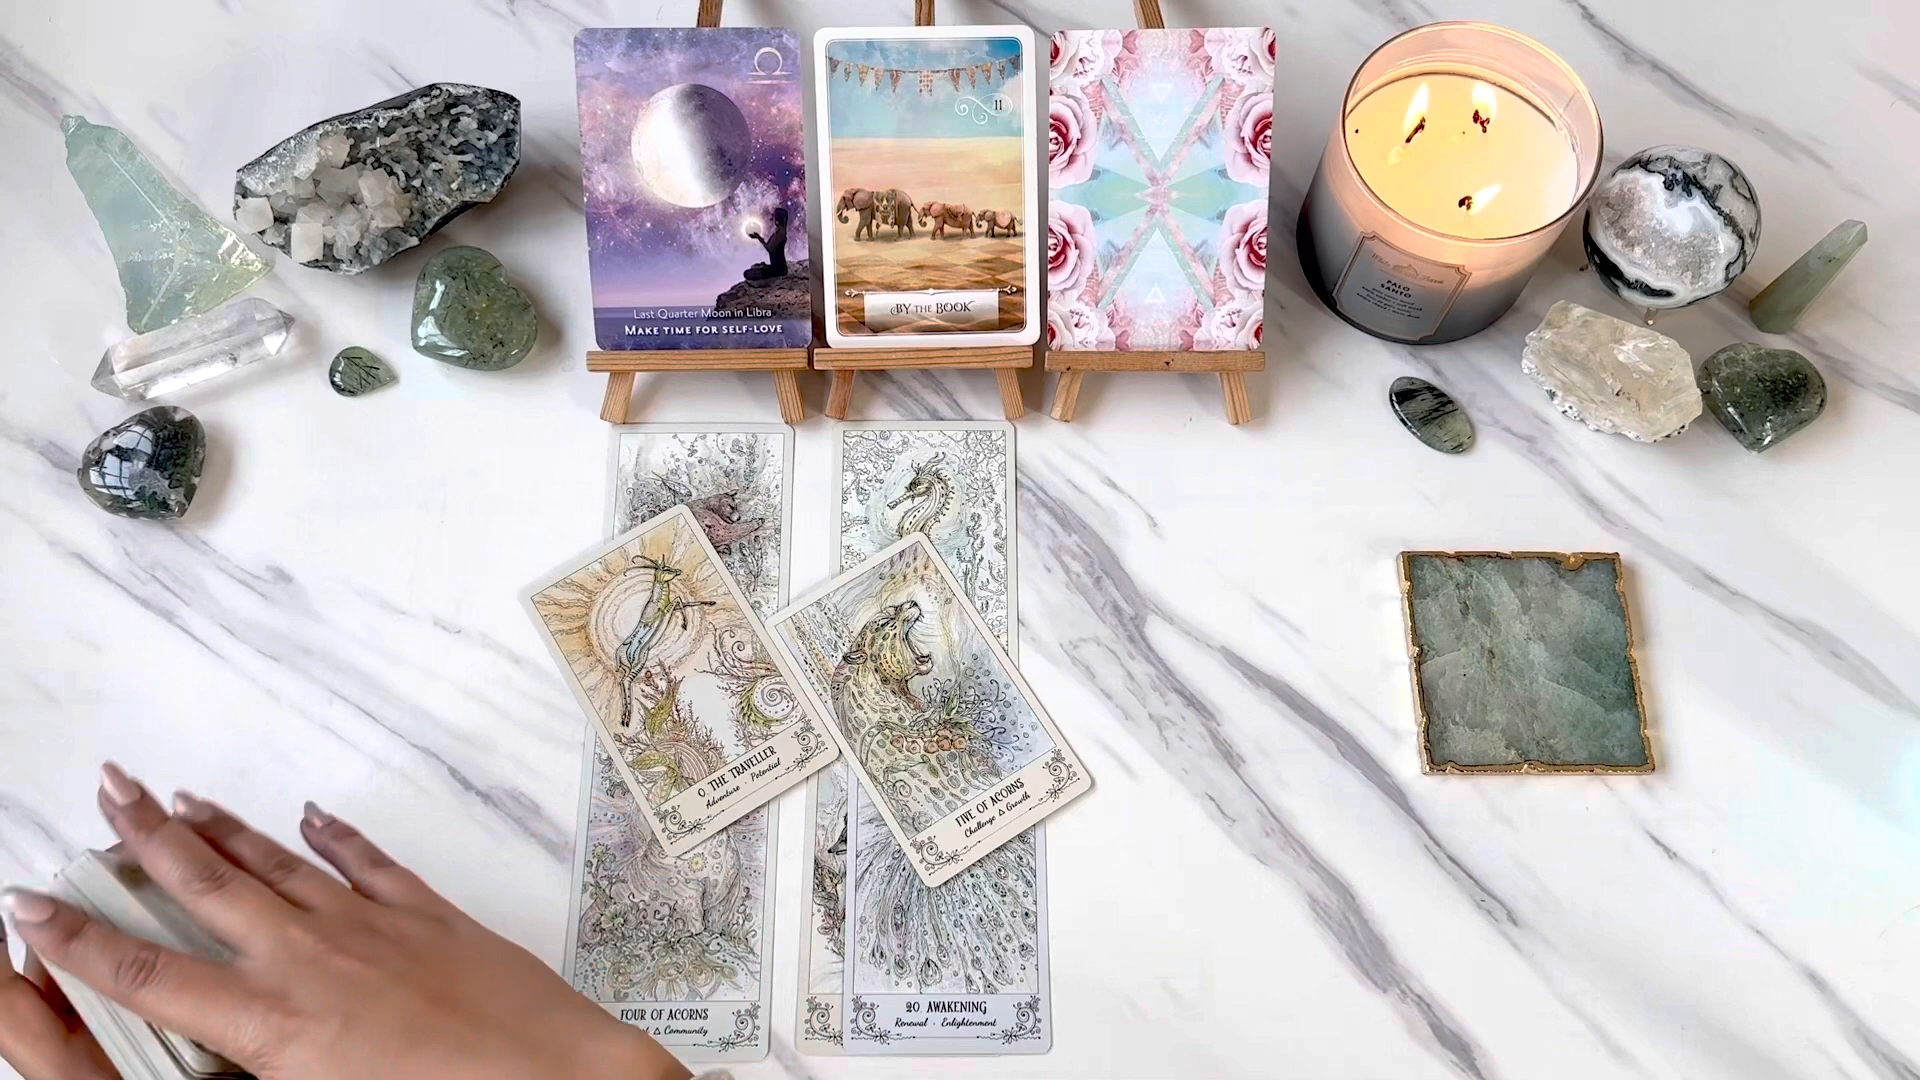 Last Quarter Moon in Libra
MAKE TIME FOR SELF-LOVE
11
BY THE BOOK
PALO
SANTO
0. THE TRAVELLER
Adventure · Potential
FIVE OF ACORNS
Challenge △ Growth
FOUR OF ACORNS
△ Community
20. AWAKENING
Renewal · Enlightenment